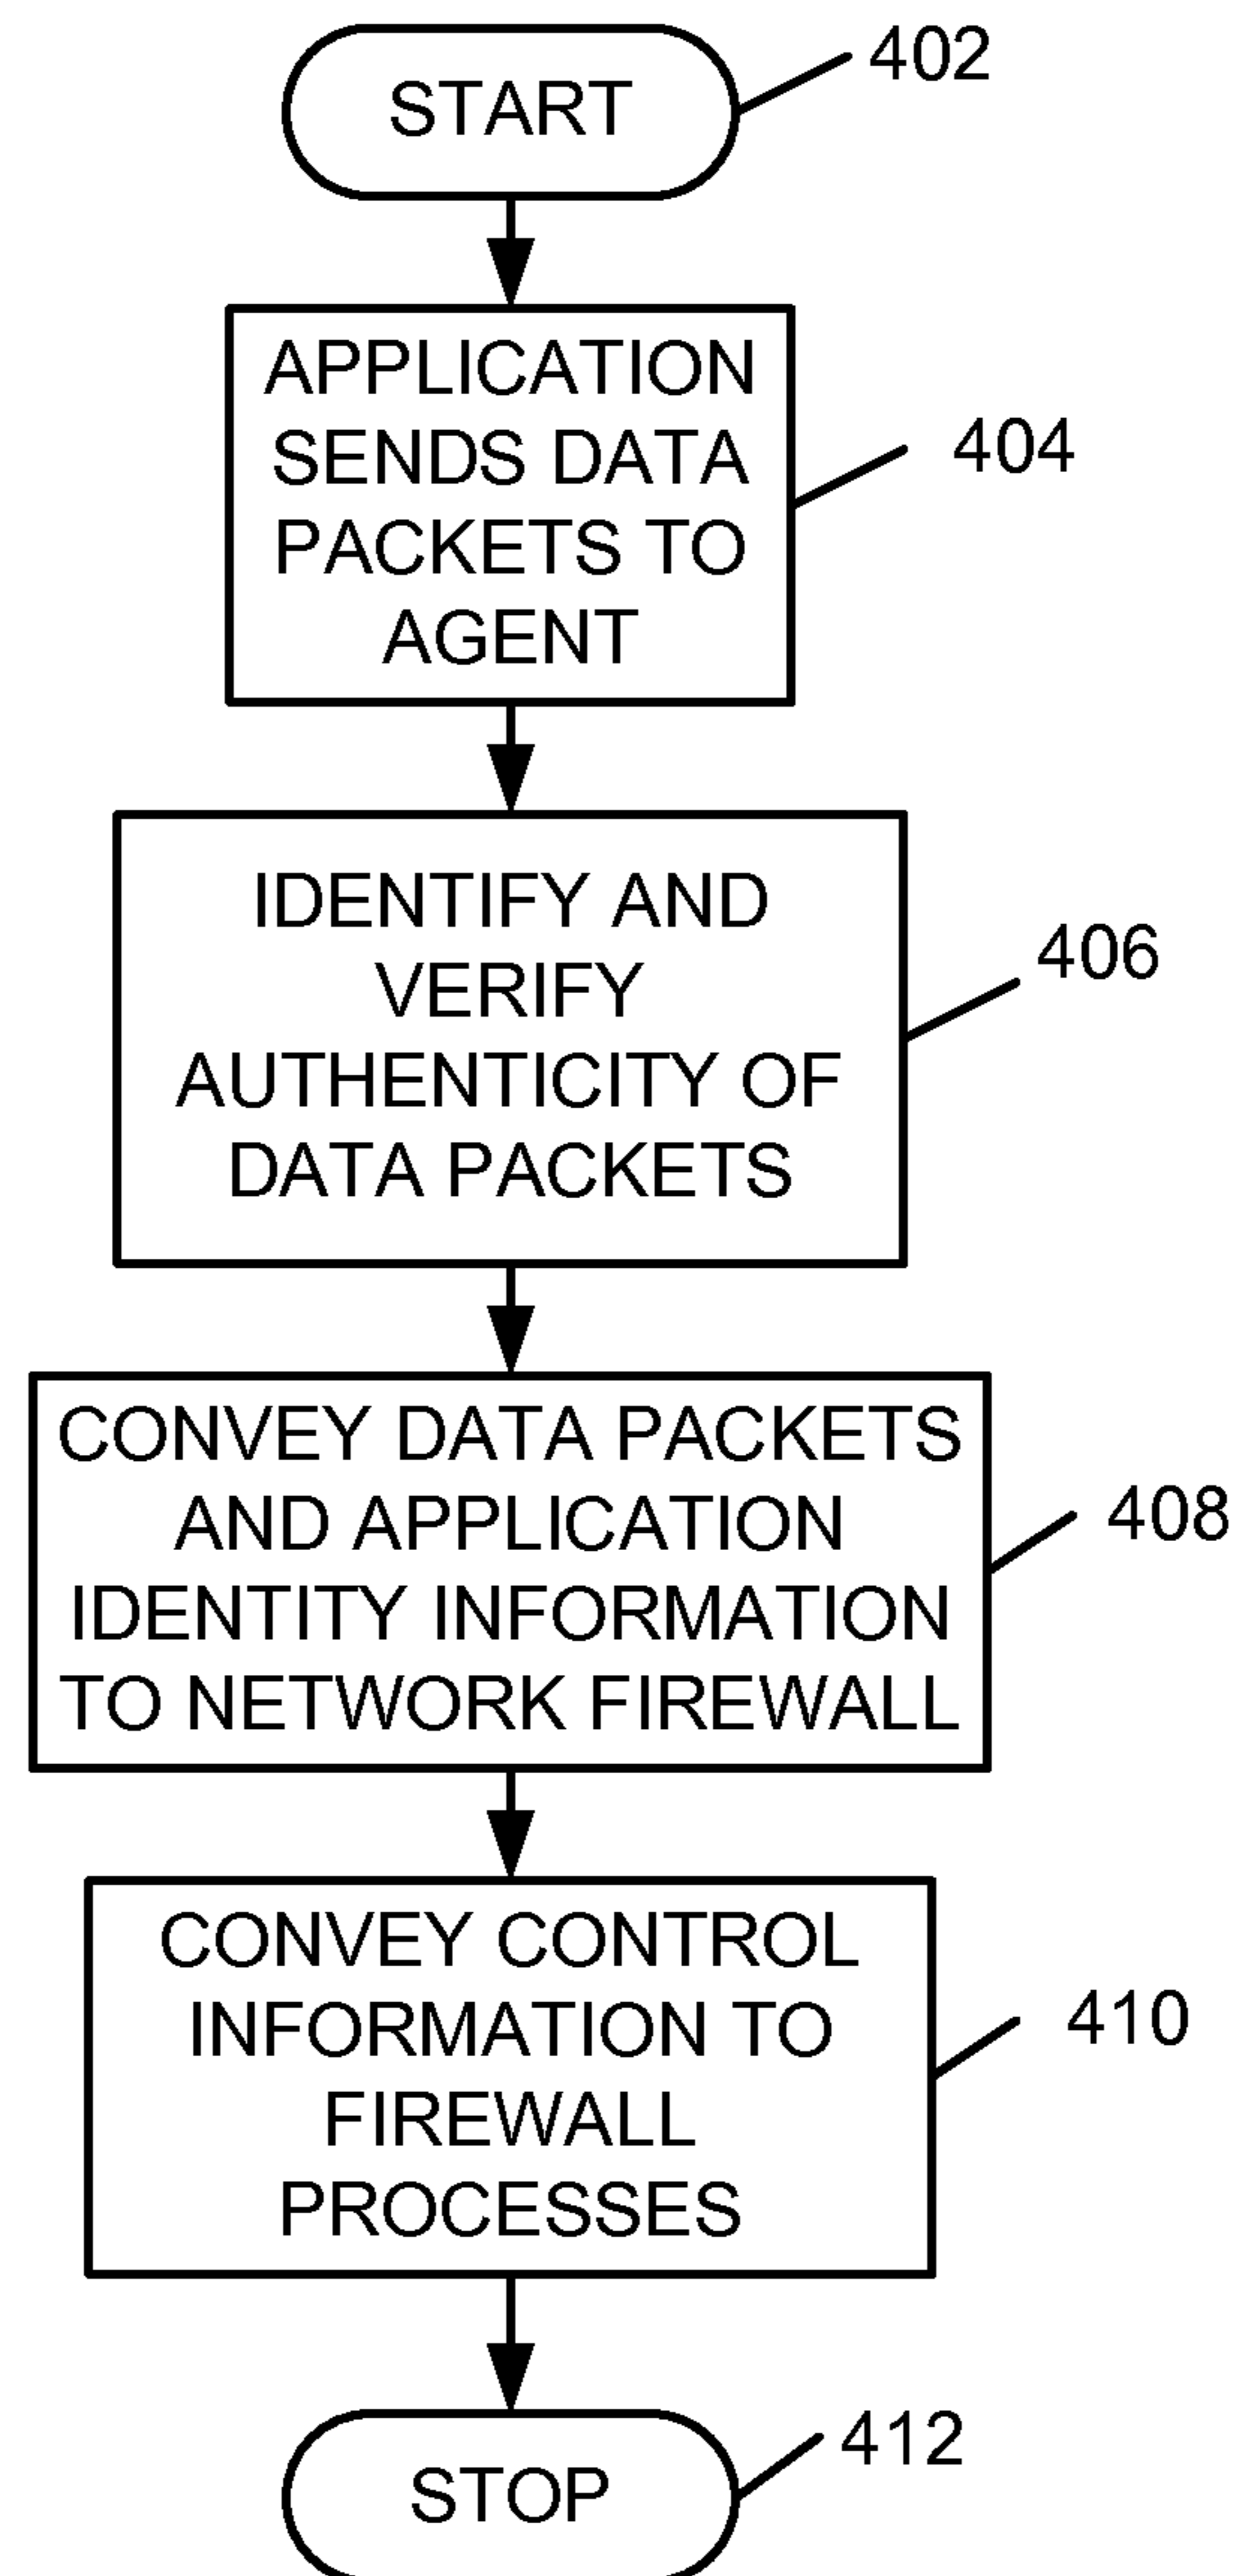 START
402
APPLICATION
SENDS DATA
PACKETS TO
AGENT
404
IDENTIFY AND
VERIFY
AUTHENTICITY OF
DATA PACKETS
406
CONVEY DATA PACKETS
AND APPLICATION
IDENTITY INFORMATION
TO NETWORK FIREWALL
408
CONVEY CONTROL
INFORMATION TO
FIREWALL
PROCESSES
410
STOP
412